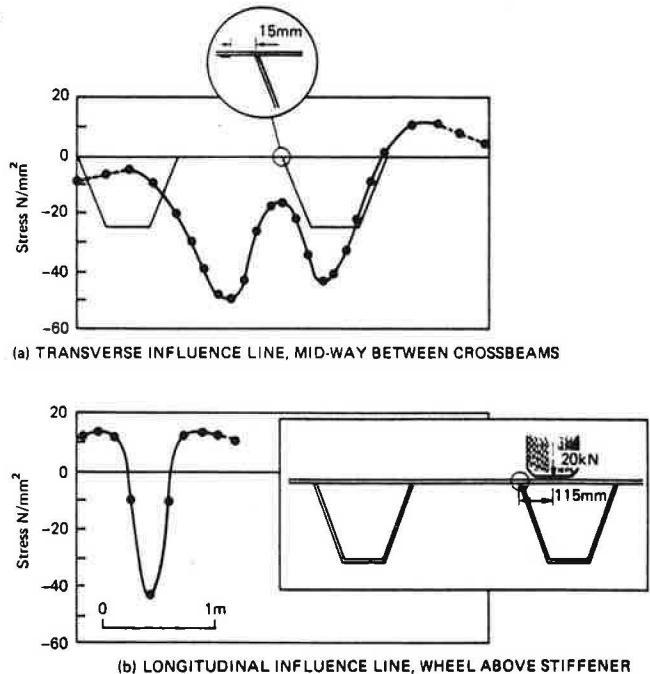 15mm
20
0
-20
-40
-60
Stress N/mm²
(a) TRANSVERSE INFLUENCE LINE, MID-WAY BETWEEN CROSSBEAMS
20
0
-20
-40
-60
Stress N/mm²
20kN
115mm
0 1m
(b) LONGITUDINAL INFLUENCE LINE, WHEEL ABOVE STIFFENER